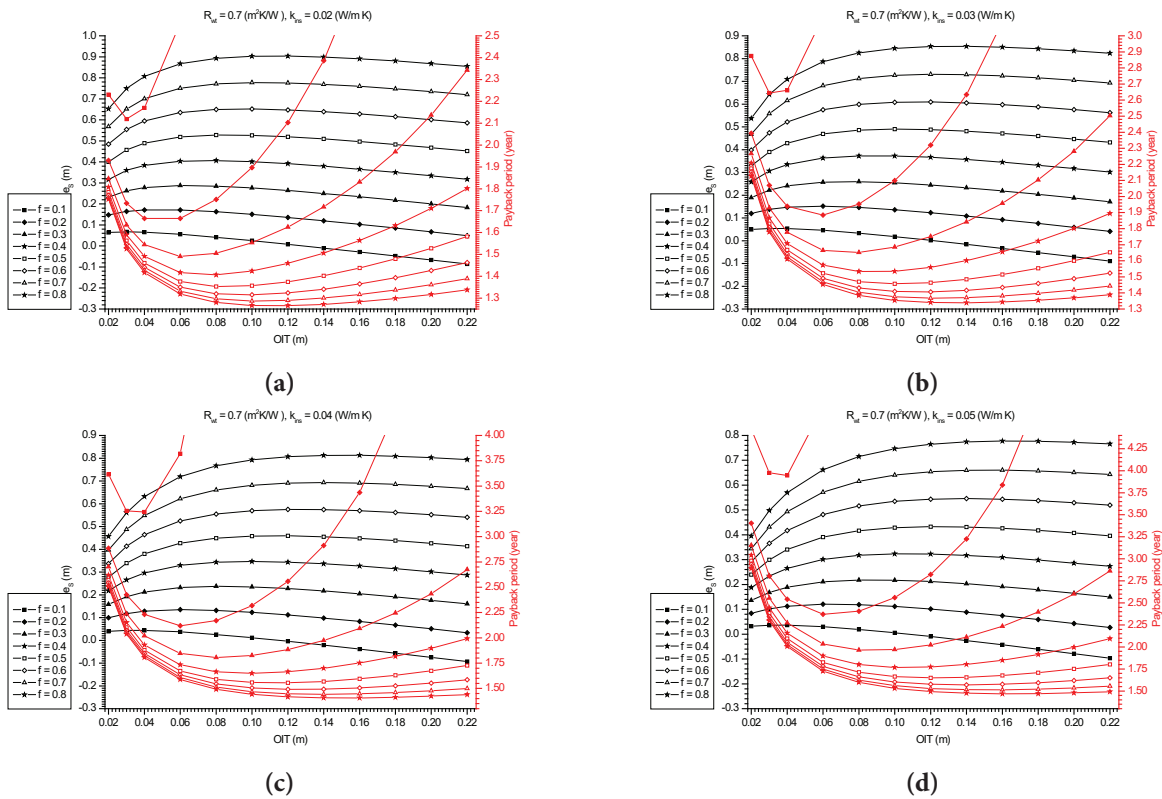 R_wt = 0.7 (m²K/W ), k_ins = 0.02 (W/m K)
1.0
0.9
0.8
0.7
0.6
0.5
0.4
0.3
0.2
0.1
0.0
-0.1
-0.2
-0.3
e_s (m)
f = 0.1
f = 0.2
f = 0.3
f = 0.4
f = 0.5
f = 0.6
f = 0.7
f = 0.8
2.5
2.4
2.3
2.2
2.1
2.0
1.9
1.8
1.7
1.6
1.5
1.4
1.3
Payback period (year)
0.02 0.04 0.06 0.08 0.10 0.12 0.14 0.16 0.18 0.20 0.22
OIT (m)
(a)
R_wt = 0.7 (m²K/W ), k_ins = 0.03 (W/m K)
0.9
0.8
0.7
0.6
0.5
0.4
0.3
0.2
0.1
0.0
-0.1
-0.2
-0.3
e_s (m)
f = 0.1
f = 0.2
f = 0.3
f = 0.4
f = 0.5
f = 0.6
f = 0.7
f = 0.8
3.0
2.9
2.8
2.7
2.6
2.5
2.4
2.3
2.2
2.1
2.0
1.9
1.8
1.7
1.6
1.5
1.4
1.3
Payback period (year)
0.02 0.04 0.06 0.08 0.10 0.12 0.14 0.16 0.18 0.20 0.22
OIT (m)
(b)
R_wt = 0.7 (m²K/W ), k_ins = 0.04 (W/m K)
0.9
0.8
0.7
0.6
0.5
0.4
0.3
0.2
0.1
0.0
-0.1
-0.2
-0.3
e_s (m)
f = 0.1
f = 0.2
f = 0.3
f = 0.4
f = 0.5
f = 0.6
f = 0.7
f = 0.8
4.00
3.75
3.50
3.25
3.00
2.75
2.50
2.25
2.00
1.75
1.50
Payback period (year)
0.02 0.04 0.06 0.08 0.10 0.12 0.14 0.16 0.18 0.20 0.22
OIT (m)
(c)
R_wt = 0.7 (m²K/W ), k_ins = 0.05 (W/m K)
0.8
0.7
0.6
0.5
0.4
0.3
0.2
0.1
0.0
-0.1
-0.2
-0.3
e_s (m)
f = 0.1
f = 0.2
f = 0.3
f = 0.4
f = 0.5
f = 0.6
f = 0.7
f = 0.8
4.25
4.00
3.75
3.50
3.25
3.00
2.75
2.50
2.25
2.00
1.75
1.50
Payback period (year)
0.02 0.04 0.06 0.08 0.10 0.12 0.14 0.16 0.18 0.20 0.22
OIT (m)
(d)